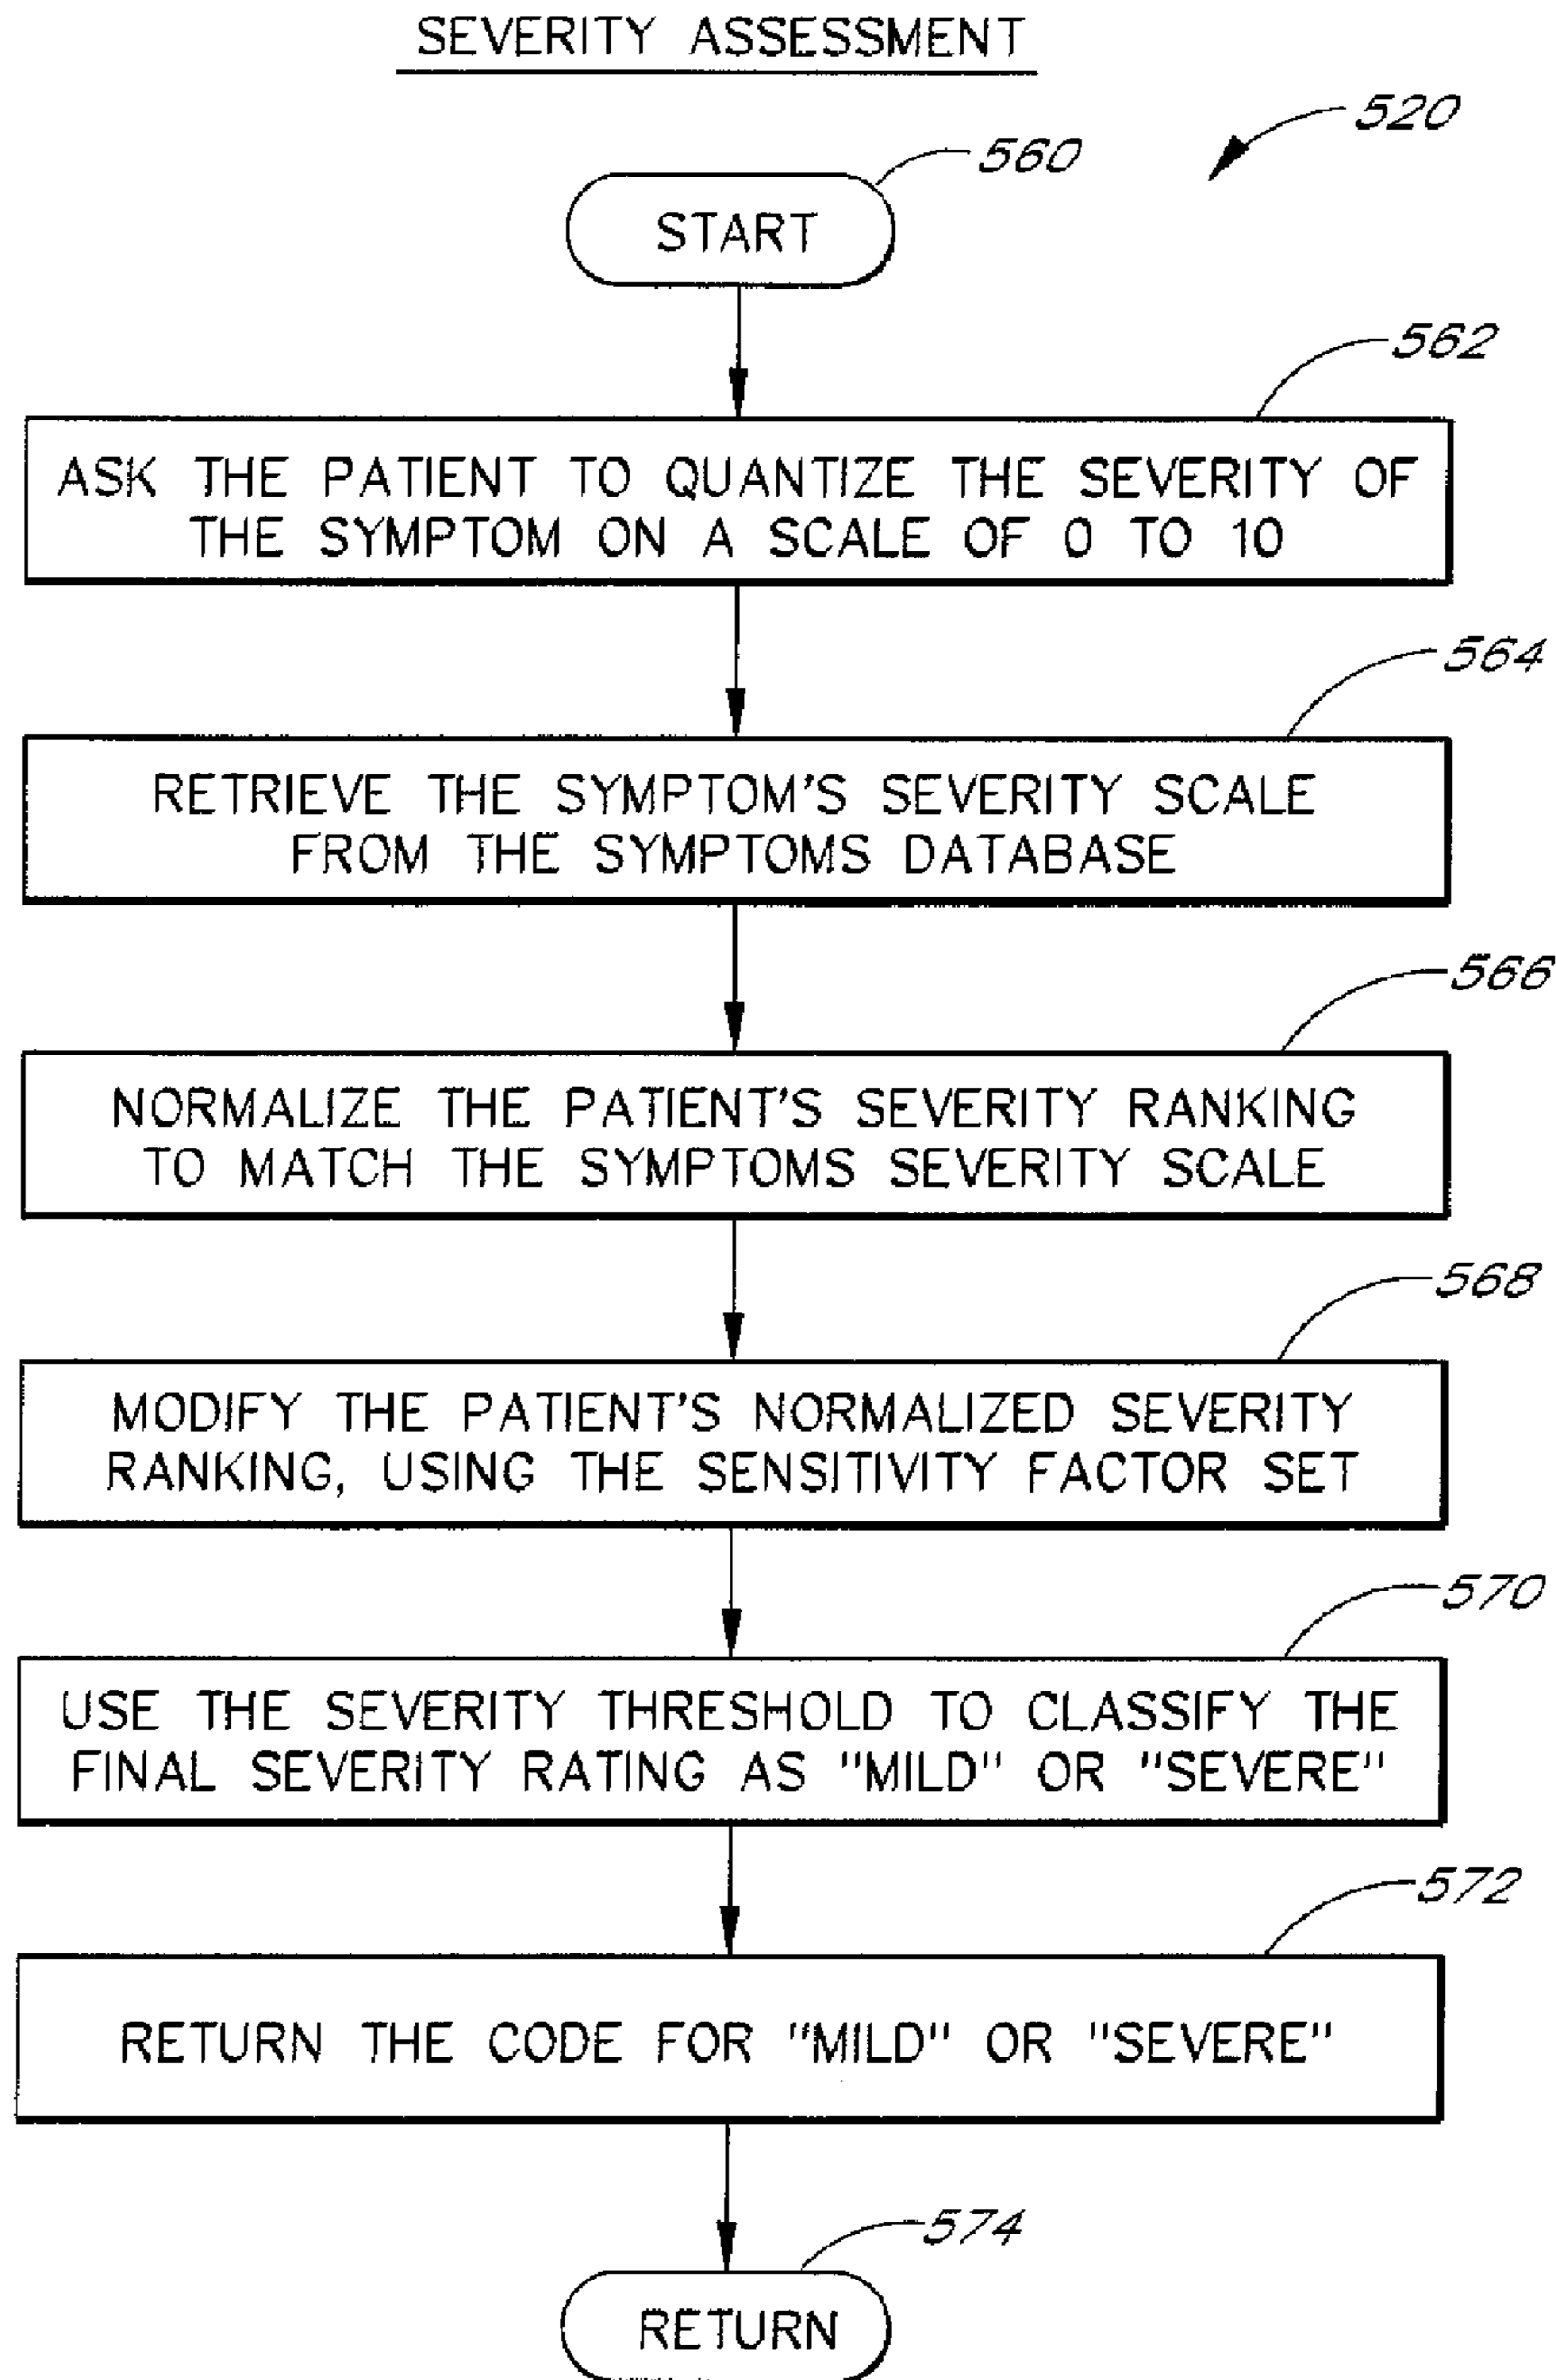 SEVERITY ASSESSMENT
520
560
START
562
ASK THE PATIENT TO QUANTIZE THE SEVERITY OF
THE SYMPTOM ON A SCALE OF 0 TO 10
564
RETRIEVE THE SYMPTOM'S SEVERITY SCALE
FROM THE SYMPTOMS DATABASE
566
NORMALIZE THE PATIENT'S SEVERITY RANKING
TO MATCH THE SYMPTOMS SEVERITY SCALE
568
MODIFY THE PATIENT'S NORMALIZED SEVERITY
RANKING, USING THE SENSITIVITY FACTOR SET
570
USE THE SEVERITY THRESHOLD TO CLASSIFY THE
FINAL SEVERITY RATING AS "MILD" OR "SEVERE"
572
RETURN THE CODE FOR "MILD" OR "SEVERE"
574
RETURN